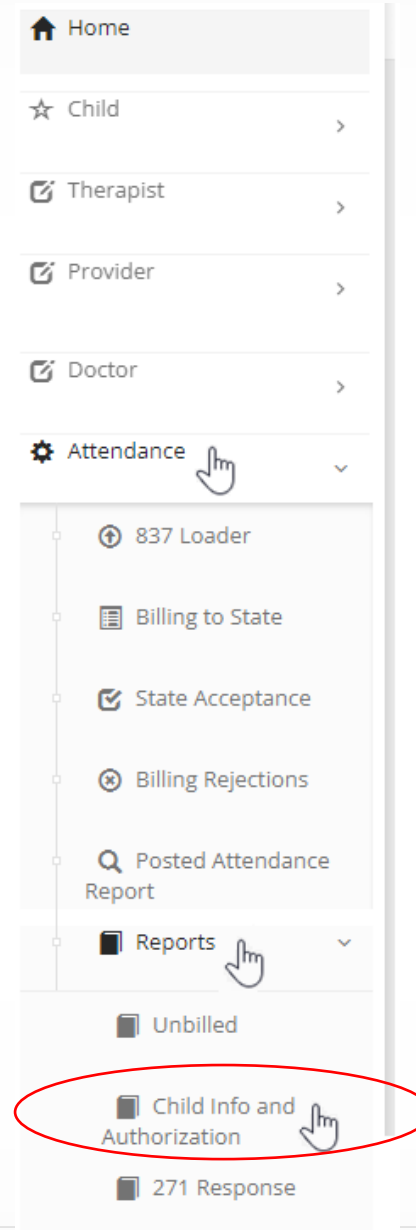 Home
Child
Therapist
Provider
Doctor
Attendance
837 Loader
Billing to State
State Acceptance
Billing Rejections
Posted Attendance
Report
Reports
Unbilled
Child Info and
Authorization
271 Response